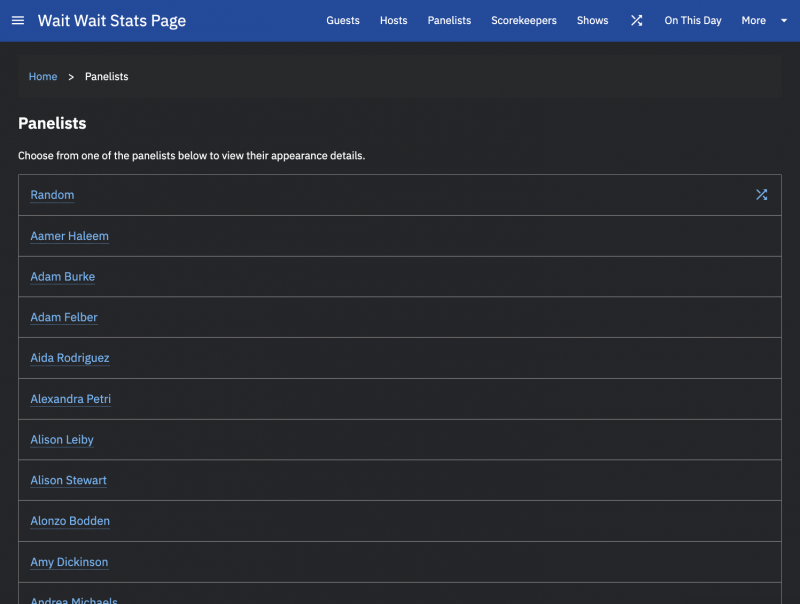 Wait Wait Stats Page Guests Hosts Panelists Scorekeepers Shows On This Day More
Home > Panelists
Panelists
Choose from one of the panelists below to view their appearance details.
Random
Aamer Haleem
Adam Burke
Adam Felber
Aida Rodriguez
Alexandra Petri
Alison Leiby
Alison Stewart
Alonzo Bodden
Amy Dickinson
Andrea Michaels